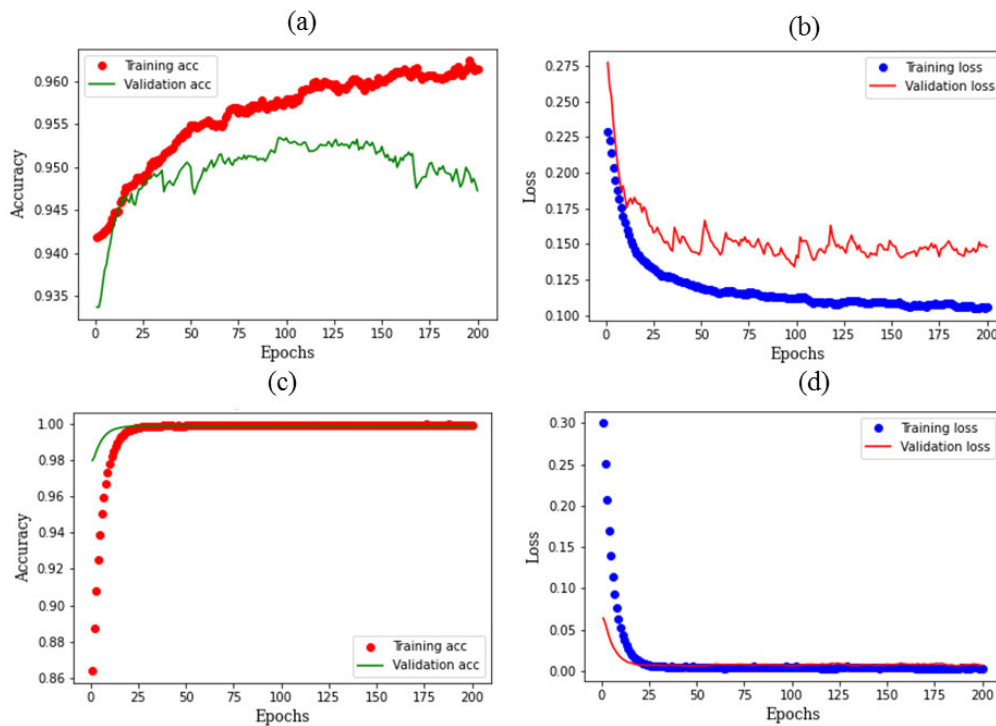 (a)
0.960
0.955
0.950
0.945
0.940
0.935
Accuracy
Training acc
Validation acc
0 25 50 75 100 125 150 175 200
Epochs
(b)
0.275
0.250
0.225
0.200
0.175
0.150
0.125
0.100
Loss
Training loss
Validation loss
0 25 50 75 100 125 150 175 200
Epochs
(c)
1.00
0.98
0.96
0.94
0.92
0.90
0.88
0.86
Accuracy
Training acc
Validation acc
0 25 50 75 100 125 150 175 200
Epochs
(d)
0.30
0.25
0.20
0.15
0.10
0.05
0.00
Loss
Training loss
Validation loss
0 25 50 75 100 125 150 175 200
Epochs